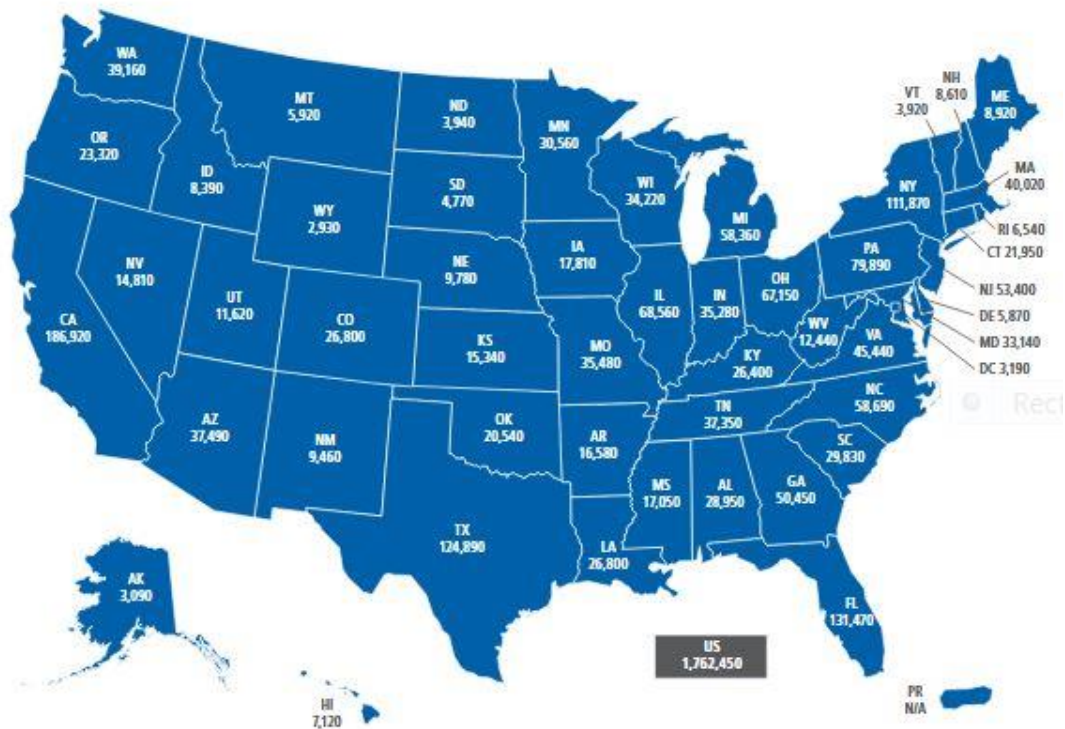 WA
39,160
MT
5,920
ND
3,940
MN
30,560
VT
3,920
NH
8,610
ME
8,920
OR
23,320
ID
8,390
SD
4,770
WI
34,220
MA
40,020
NY
111,870
WY
2,930
MI
58,360
RI 6,540
CT 21,950
NV
14,810
NE
9,780
IA
17,810
PA
79,890
NJ 53,400
DE 5,870
MD 33,140
DC 3,190
CA
186,920
UT
11,620
CO
26,800
IL
68,560
IN
35,280
OH
67,150
WV
12,440
VA
45,440
KS
15,340
MO
35,480
KY
26,400
NC
58,690
Rect
AZ
37,490
NM
9,460
OK
20,540
AR
16,580
TN
37,350
SC
29,830
MS
17,050
AL
28,950
GA
50,450
TX
124,890
LA
26,800
AK
3,090
FL
131,470
US
1,762,450
HI
7,120
PR
N/A